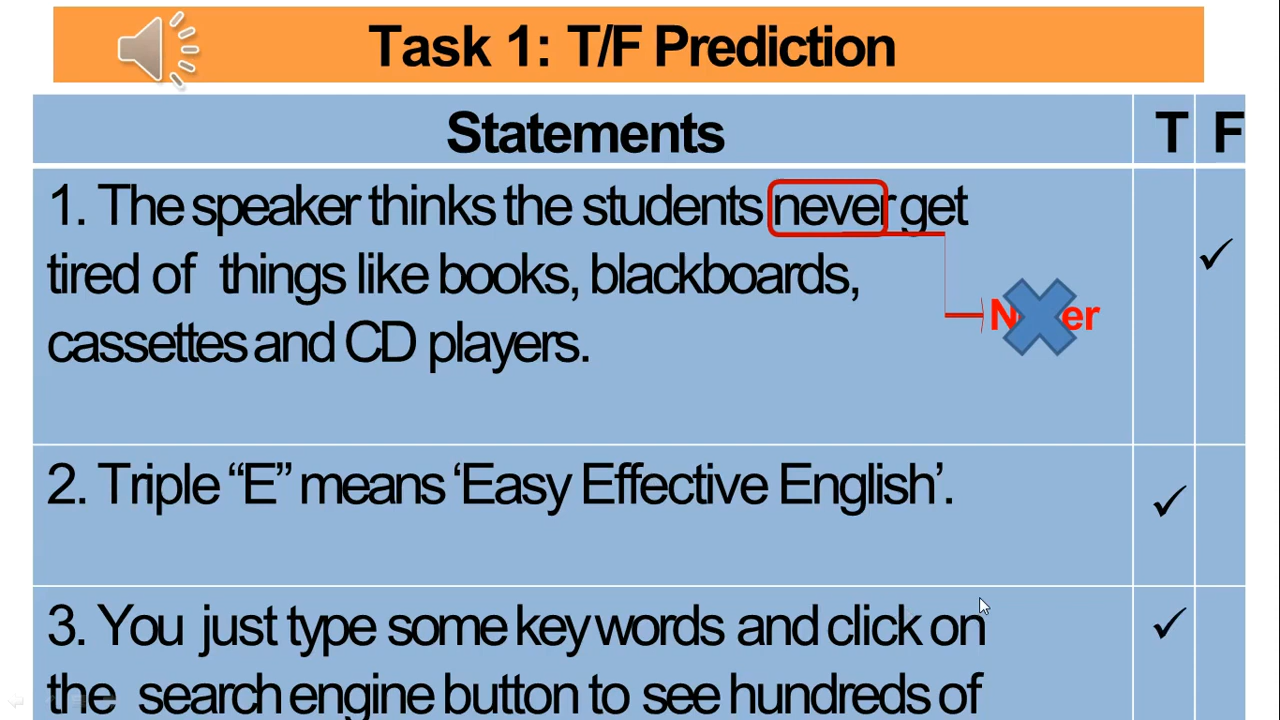 Task 1: T/F Prediction
Statements T F
1. The speaker thinks the students never get
tired of things like books, blackboards,
cassettes and CD players.
✓
2. Triple “E” means ‘Easy Effective English’.
✓
3. You just type some key words and click on
the search engine button to see hundreds of
✓